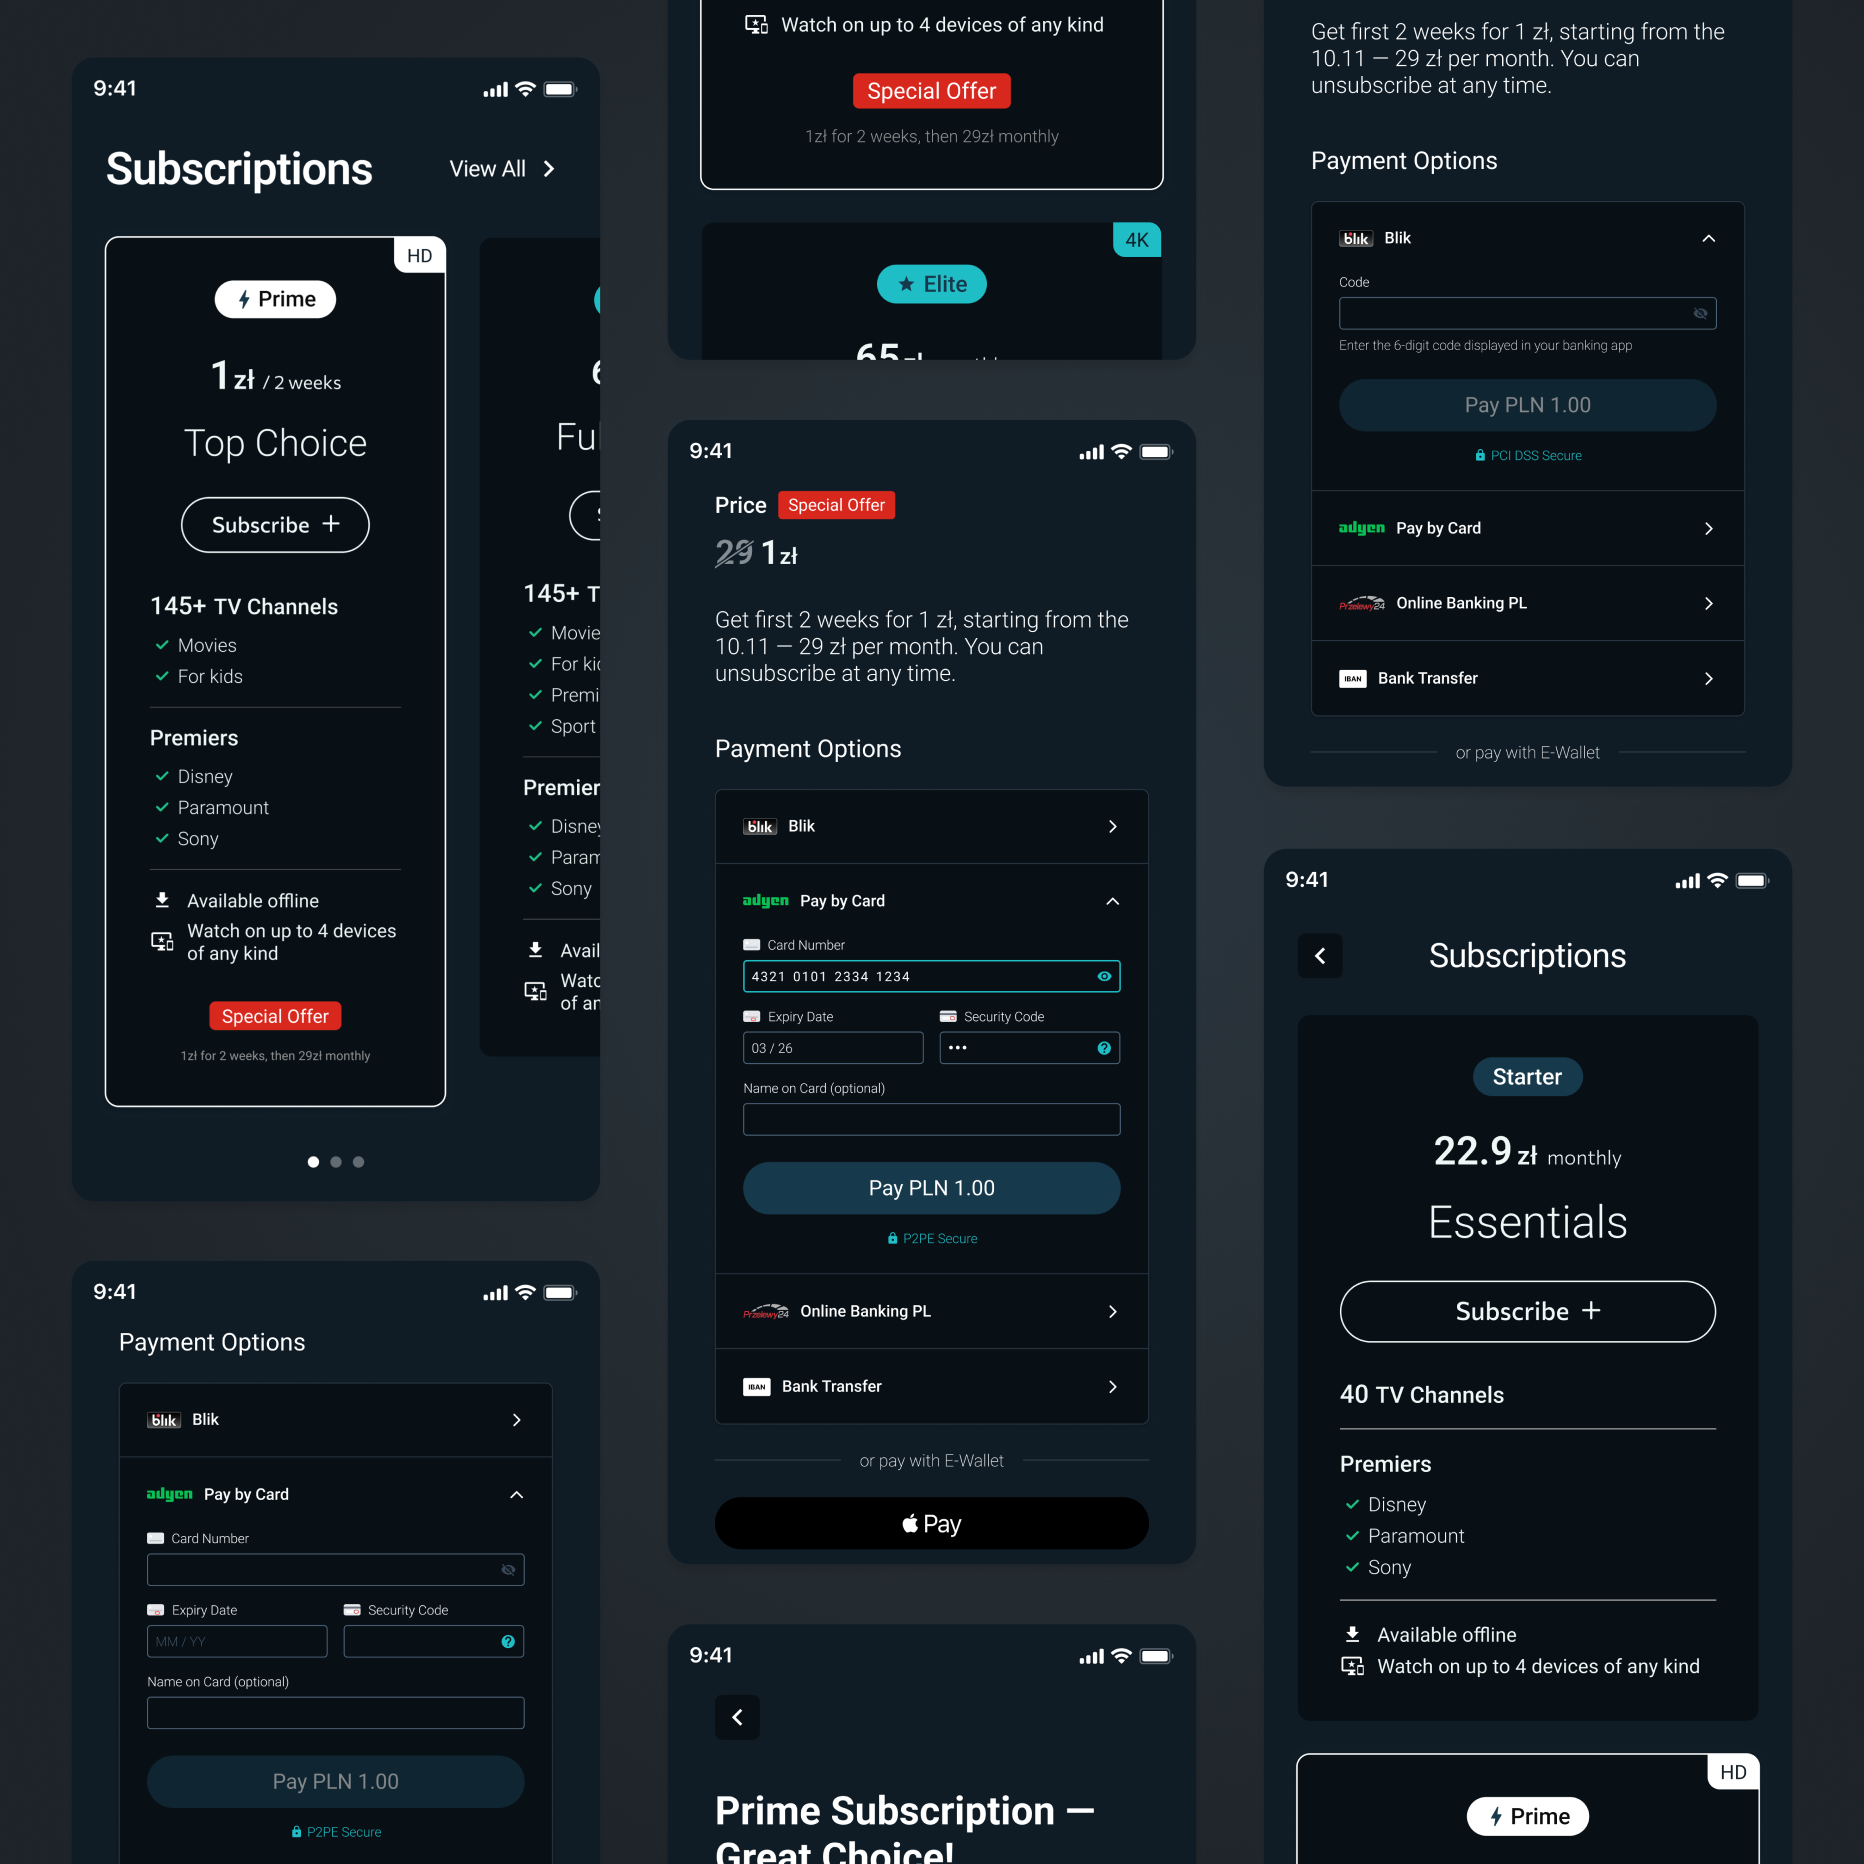 9:41
Subscriptions
View All
HD
Prime
1 zł / 2 weeks
Top Choice
Subscribe +
145+ TV Channels
Movies
For kids
Premiers
Disney
Paramount
Sony
Available offline
Watch on up to 4 devices
of any kind
Special Offer
1zł for 2 weeks, then 29zł monthly
145+ T
Movie
For ki
Premi
Sport
Premier
Disney
Param
Sony
Avail
Watc
of an
9:41
Payment Options
blik Blik
adyen Pay by Card
Card Number
Expiry Date
Security Code
MM / YY
Name on Card (optional)
Pay PLN 1.00
P2PE Secure
Watch on up to 4 devices of any kind
Special Offer
1zł for 2 weeks, then 29zł monthly
4K
Elite
65
9:41
Price Special Offer
29 1 zł
Get first 2 weeks for 1 zł, starting from the
10.11 — 29 zł per month. You can
unsubscribe at any time.
Payment Options
blik Blik
adyen Pay by Card
Card Number
4321 0101 2334 1234
Expiry Date
Security Code
03 / 26
•••
Name on Card (optional)
Pay PLN 1.00
P2PE Secure
Przelewy24 Online Banking PL
IBAN Bank Transfer
or pay with E-Wallet
Pay
9:41
Prime Subscription —
Great Choice!
Get first 2 weeks for 1 zł, starting from the
10.11 — 29 zł per month. You can
unsubscribe at any time.
Payment Options
blik Blik
Code
Enter the 6-digit code displayed in your banking app
Pay PLN 1.00
PCI DSS Secure
adyen Pay by Card
Przelewy24 Online Banking PL
IBAN Bank Transfer
or pay with E-Wallet
9:41
Subscriptions
Starter
22.9 zł monthly
Essentials
Subscribe +
40 TV Channels
Premiers
Disney
Paramount
Sony
Available offline
Watch on up to 4 devices of any kind
HD
Prime